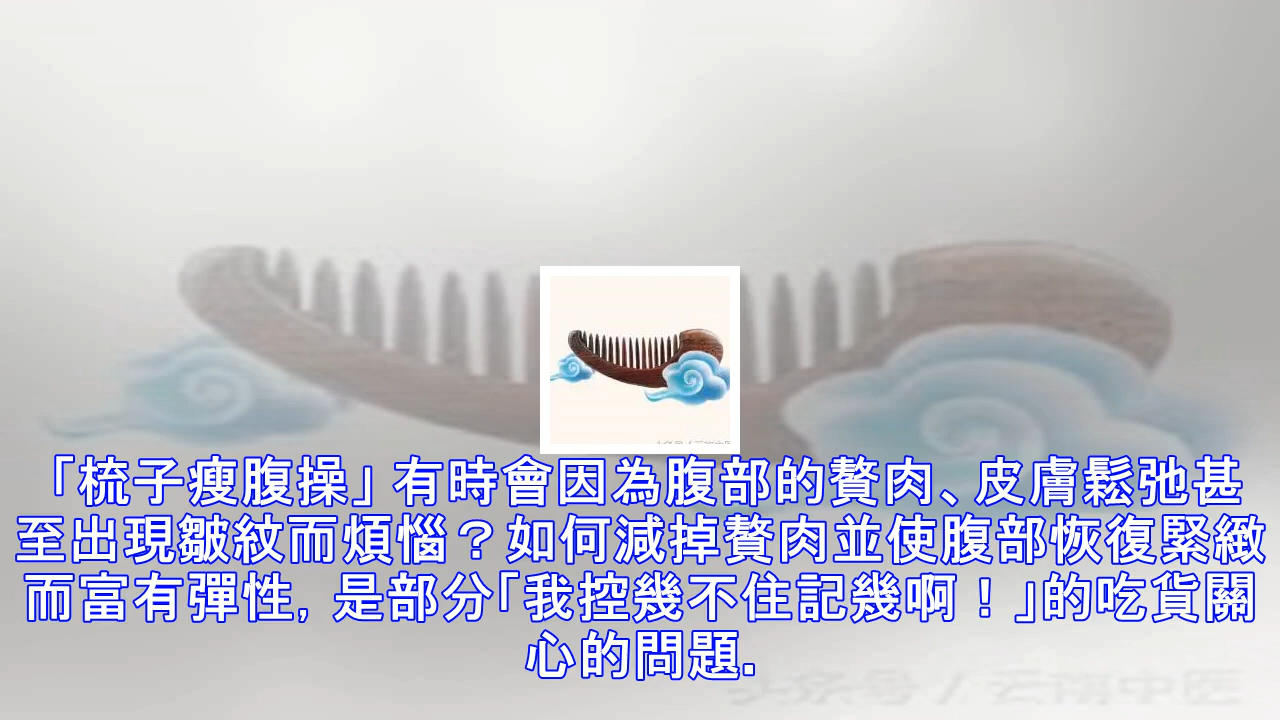 「梳子瘦腹操」有時會因為腹部的贅肉、皮膚鬆弛甚
至出現皺紋而煩惱？如何減掉贅肉並使腹部恢復緊緻
而富有彈性，是部分「我控幾不住記幾啊！」的吃貨關
心的問題.